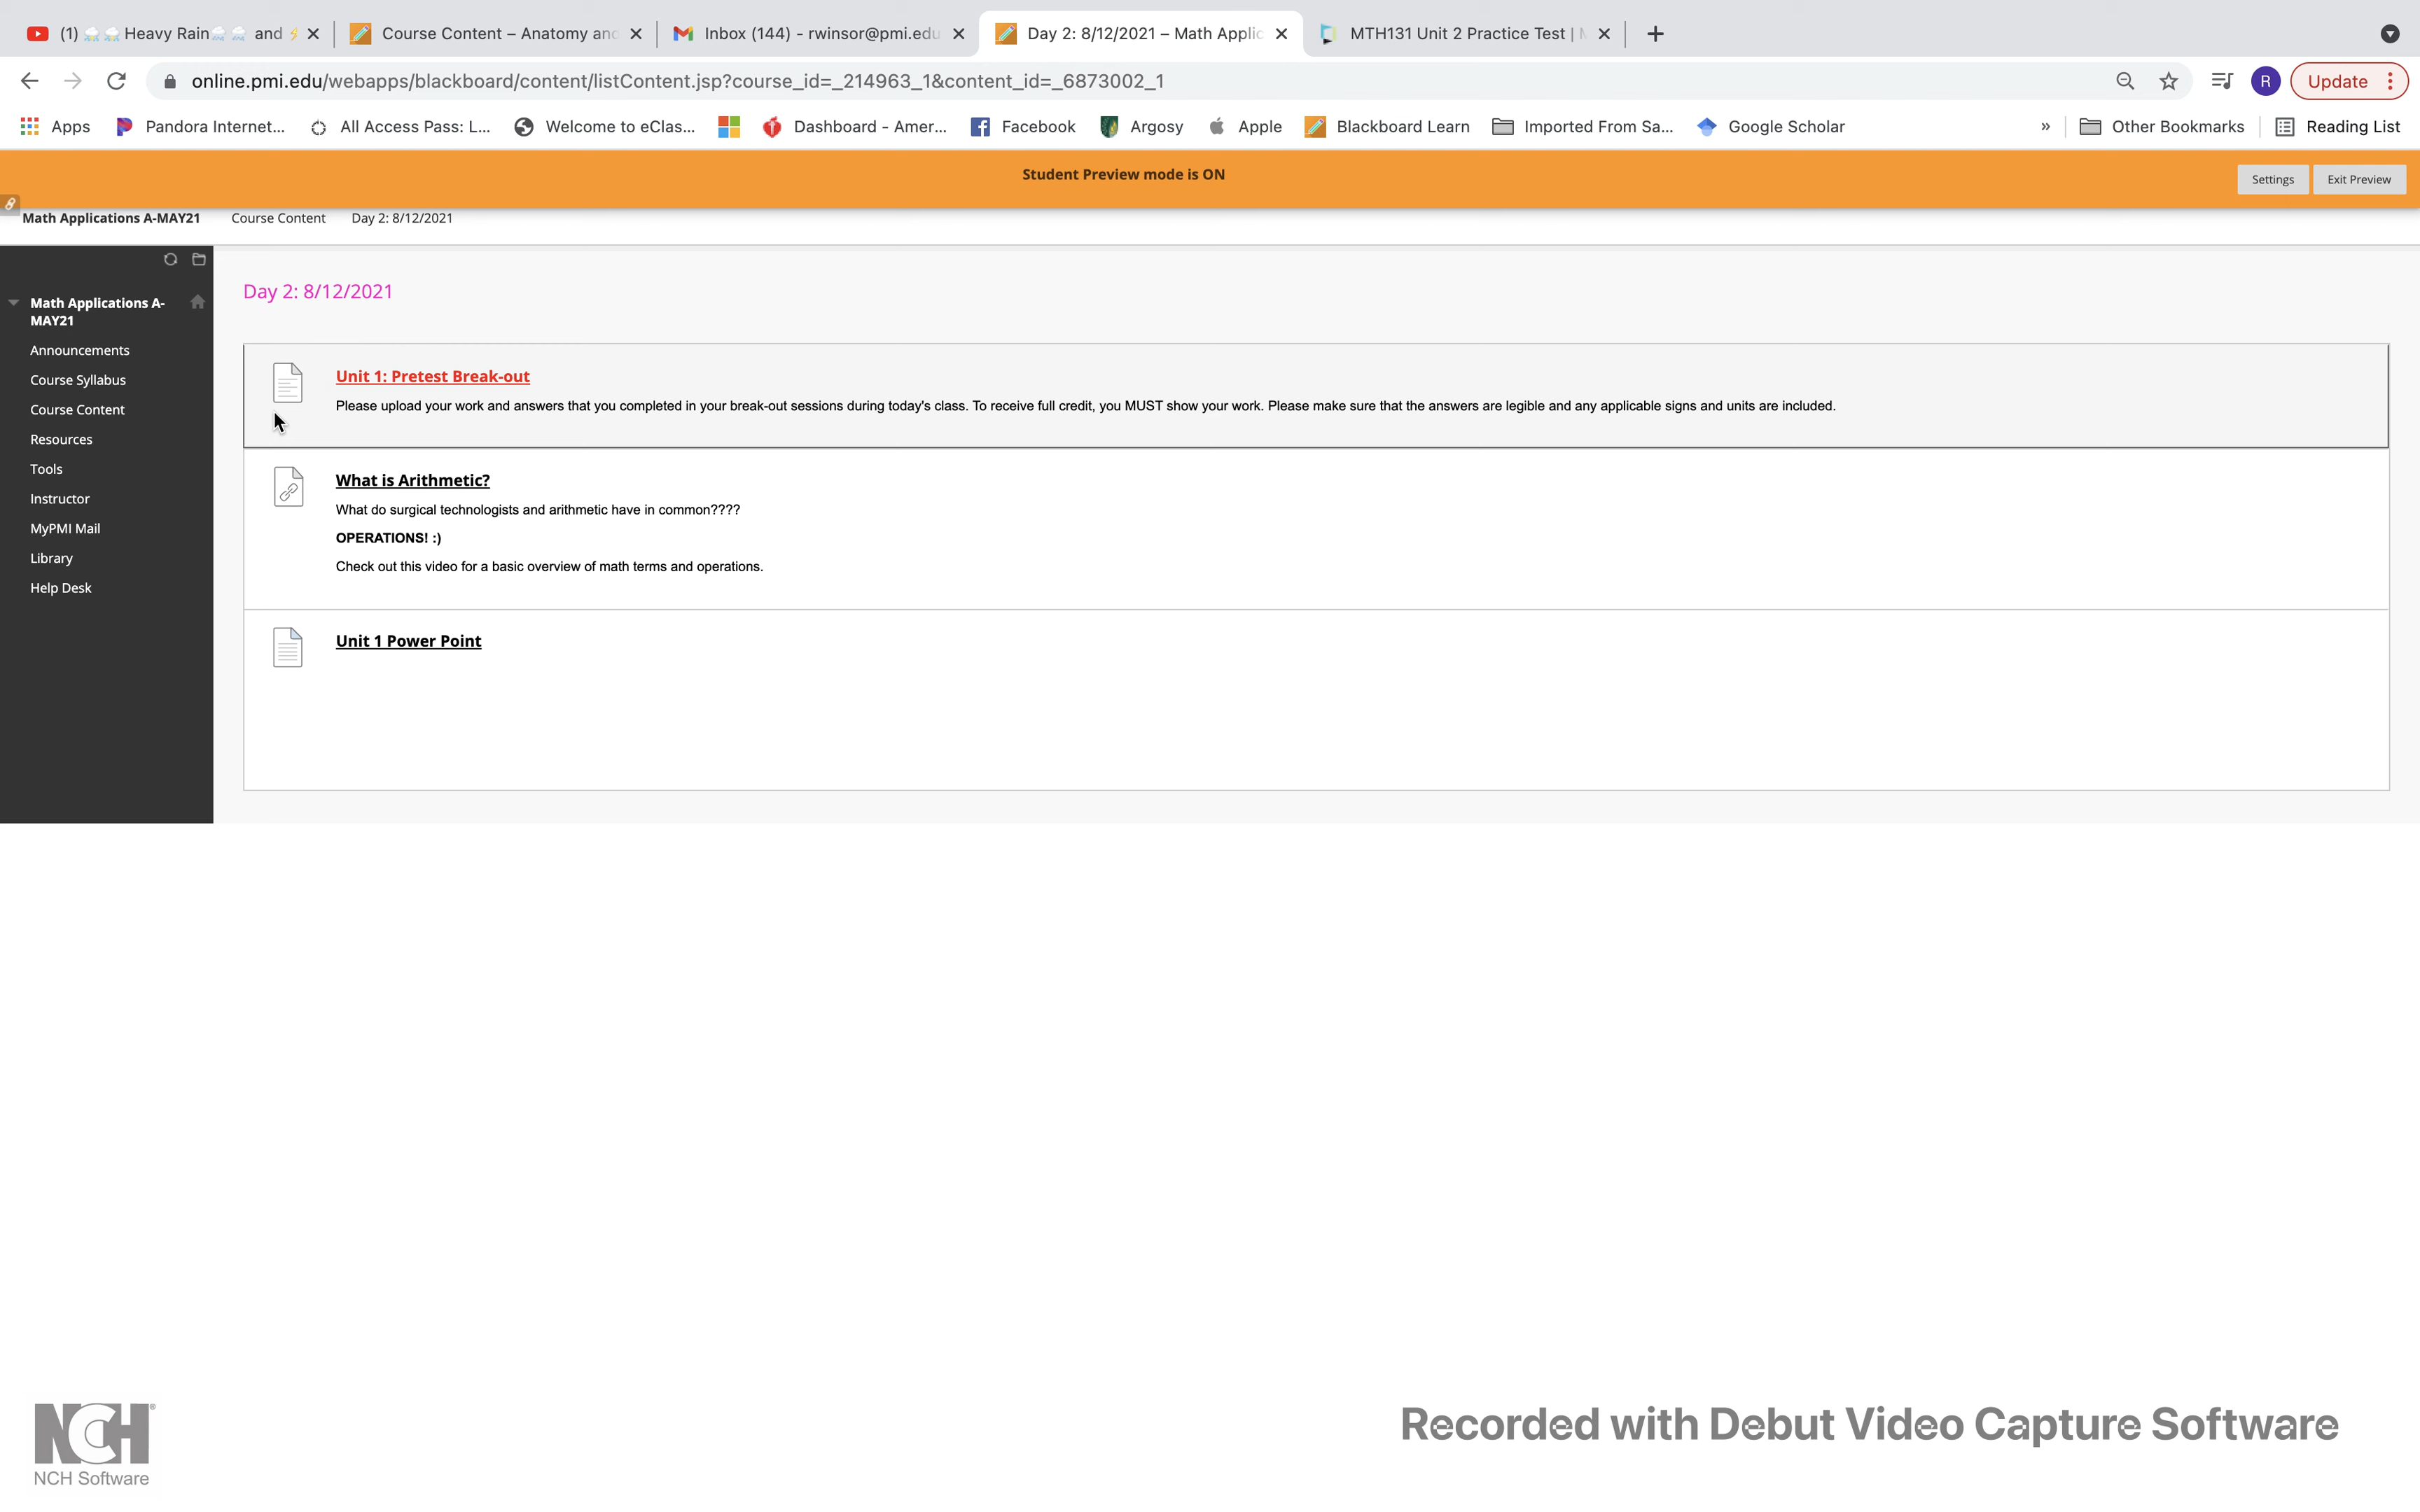 (1) Heavy Rain and
Course Content – Anatomy and
Inbox (144) - rwinsor@pmi.edu
Day 2: 8/12/2021 – Math Applic
MTH131 Unit 2 Practice Test |
online.pmi.edu/webapps/blackboard/content/listContent.jsp?course_id=_214963_1&content_id=_6873002_1
R
Update
Apps
Pandora Internet...
All Access Pass: L...
Welcome to eClas...
Dashboard - Amer...
Facebook
Argosy
Apple
Blackboard Learn
Imported From Sa...
Google Scholar
»
Other Bookmarks
Reading List
Student Preview mode is ON
Settings
Exit Preview
Math Applications A-MAY21
Course Content
Day 2: 8/12/2021
Math Applications A-
MAY21
Announcements
Course Syllabus
Course Content
Resources
Tools
Instructor
MyPMI Mail
Library
Help Desk
Day 2: 8/12/2021
Unit 1: Pretest Break-out
Please upload your work and answers that you completed in your break-out sessions during today's class. To receive full credit, you MUST show your work. Please make sure that the answers are legible and any applicable signs and units are included.
What is Arithmetic?
What do surgical technologists and arithmetic have in common????
OPERATIONS! :)
Check out this video for a basic overview of math terms and operations.
Unit 1 Power Point
NCH®
NCH Software
Recorded with Debut Video Capture Software